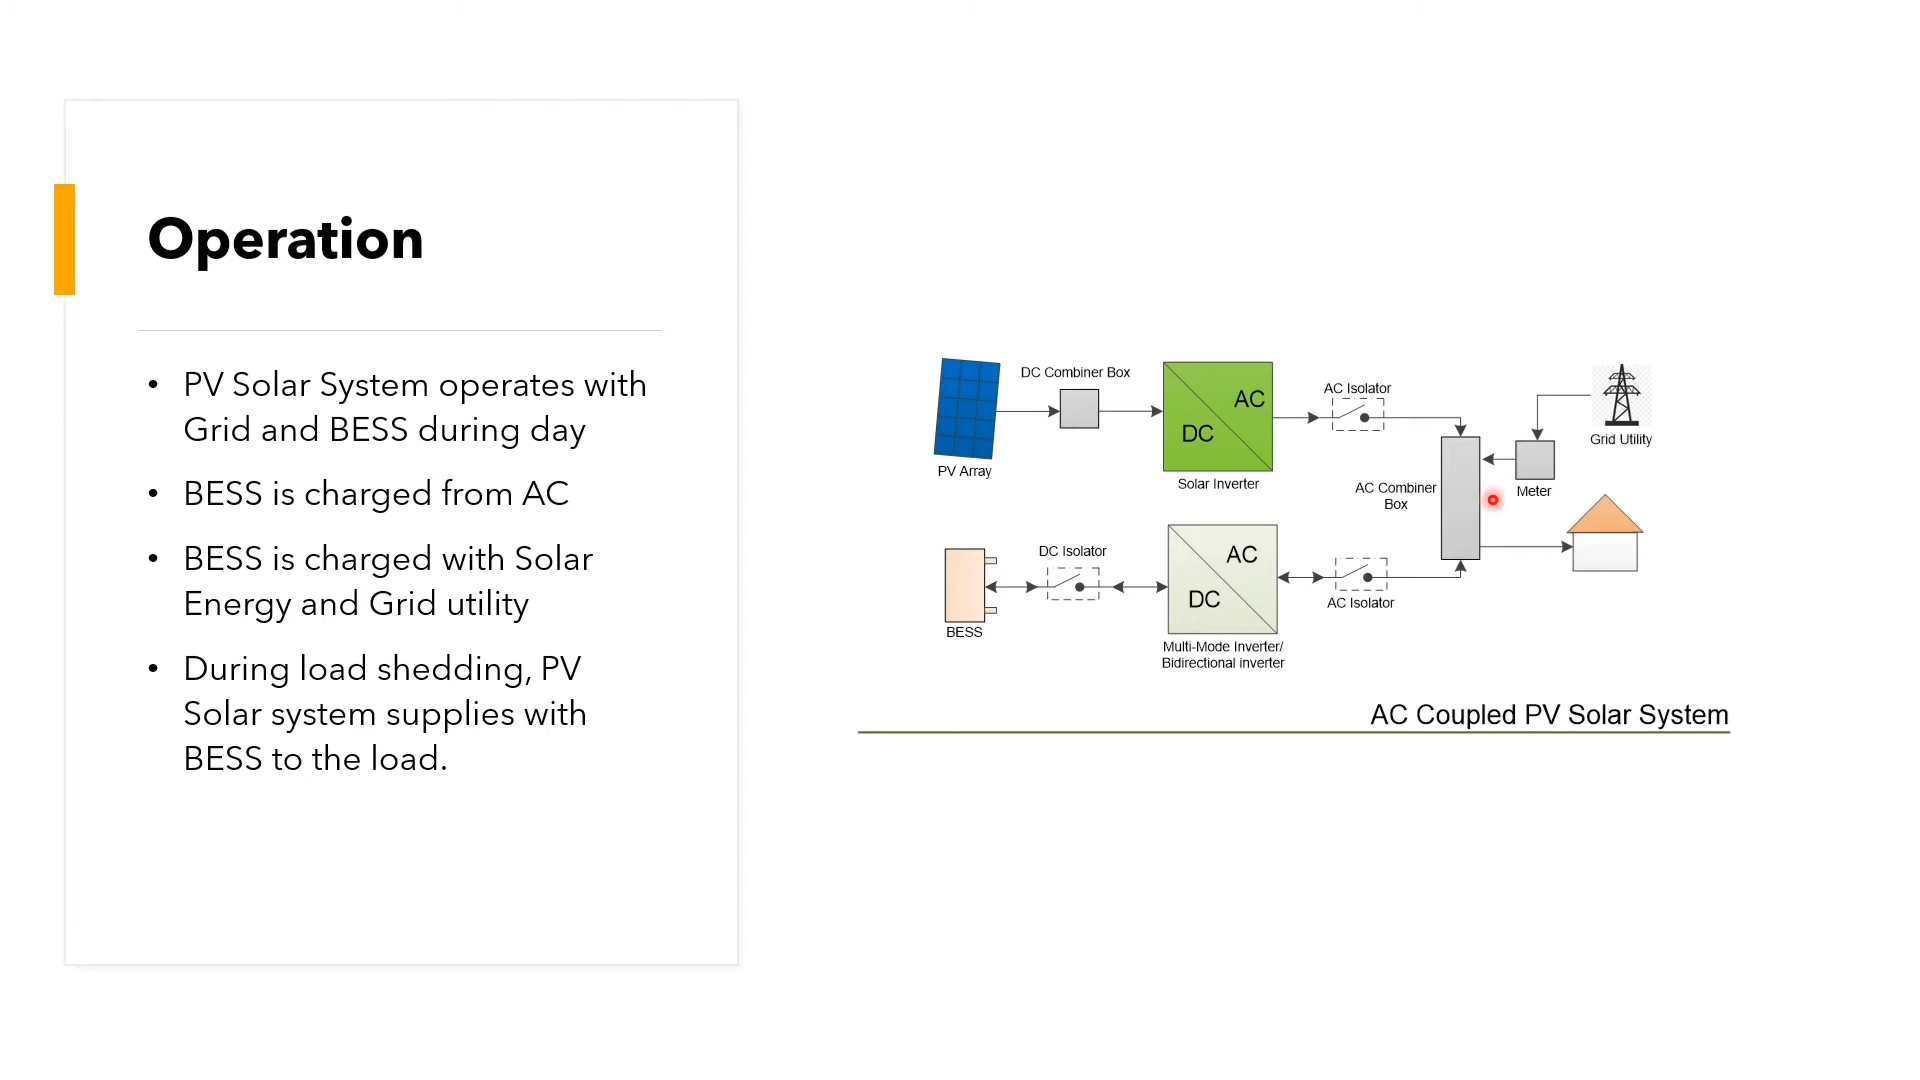 Operation
• PV Solar System operates with
Grid and BESS during day
• BESS is charged from AC
• BESS is charged with Solar
Energy and Grid utility
• During load shedding, PV
Solar system supplies with
BESS to the load.
DC Combiner Box
AC
DC
AC Isolator
PV Array
Solar Inverter
Grid Utility
AC Combiner
Box
Meter
DC Isolator
AC
DC
AC Isolator
BESS
Multi-Mode Inverter/
Bidirectional inverter
AC Coupled PV Solar System